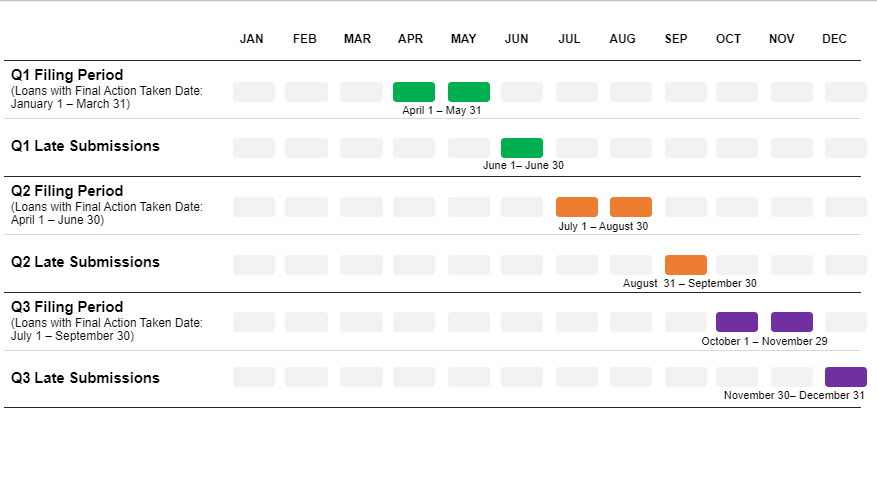 JAN FEB MAR APR MAY JUN JUL AUG SEP OCT NOV DEC
Q1 Filing Period
(Loans with Final Action Taken Date:
January 1 – March 31)
April 1 – May 31
Q1 Late Submissions
June 1– June 30
Q2 Filing Period
(Loans with Final Action Taken Date:
April 1 – June 30)
July 1 – August 30
Q2 Late Submissions
August  31 – September 30
Q3 Filing Period
(Loans with Final Action Taken Date:
July 1 – September 30)
October 1 – November 29
Q3 Late Submissions
November 30– December 31